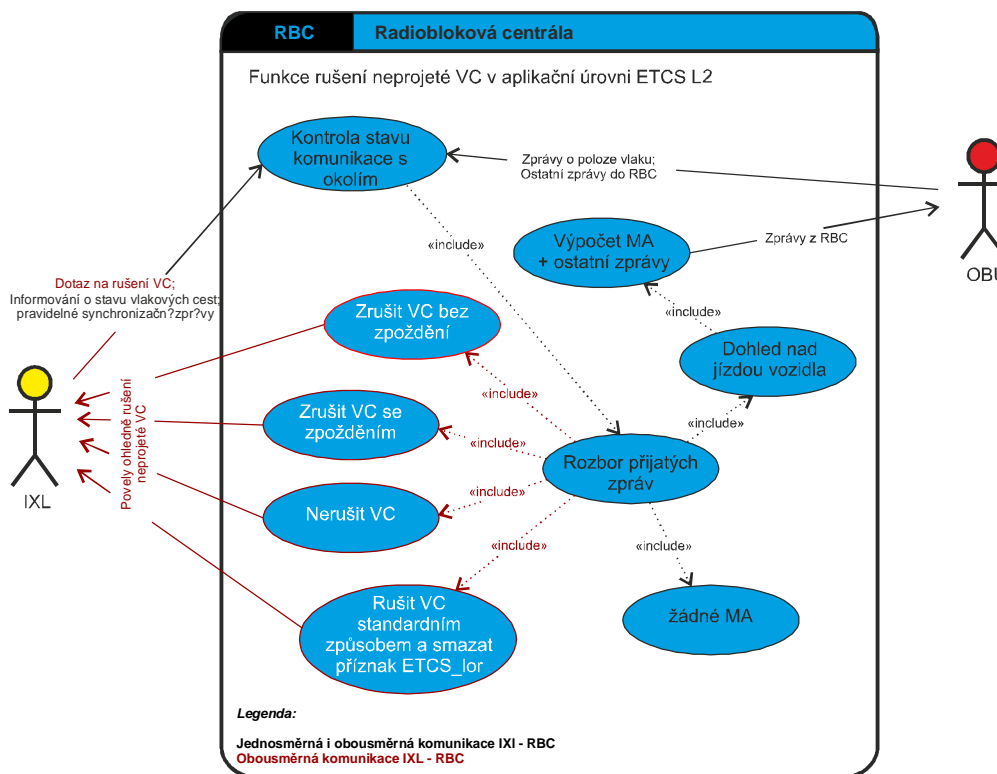 RBC Radiobloková centrála
Funkce rušení neprojeté VC v aplikační úrovni ETCS L2
Kontrola stavu
komunikace s
okolím
Zprávy o poloze vlaku;
Ostatní zprávy do RBC
«include»
Výpočet MA
+ ostatní zprávy
Zprávy z RBC
OBU
Dotaz na rušení VC;
Informování o stavu vlakových cest;
pravidelné synchronizačn?zpr?vy
Zrušit VC bez
zpoždění
«include»
Dohled nad
jízdou vozidla
«include»
IXL
Povely ohledně rušení
neprojeté VC
Zrušit VC se
zpožděním
«include»
«include»
Rozbor přijatých
zpráv
Nerušit VC
«include»
«include»
«include»
Rušit VC
standardním
způsobem a smazat
příznak ETCS_lor
žádné MA
Legenda:
Jednosměrná i obousměrná komunikace IXl - RBC
Obousměrná komunikace IXL - RBC